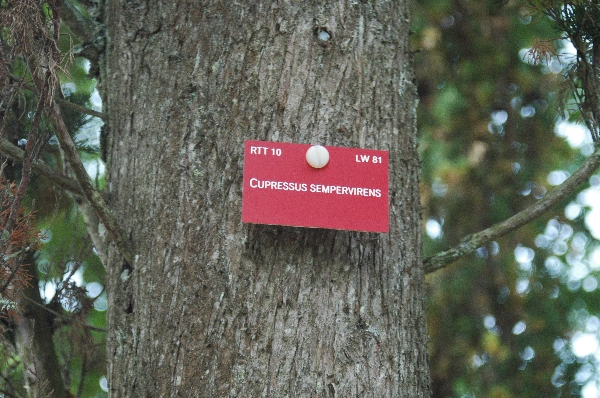 RTT 10 LW 81
CUPRESSUS SEMPERVIRENS